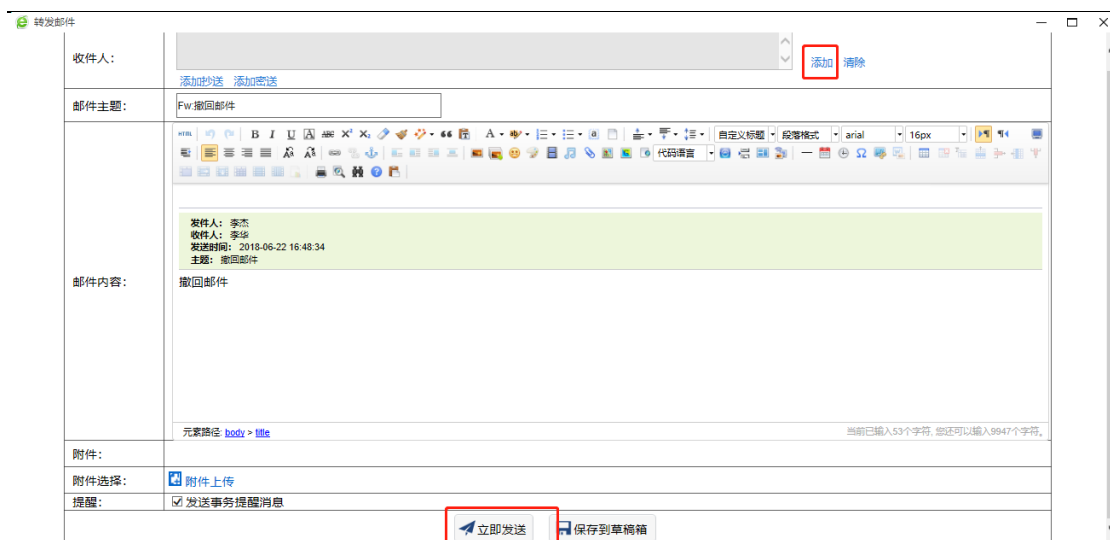 转发邮件
收件人：
添加 清除
添加抄送 添加密送
邮件主题： Fw:撤回邮件
HTML B I U A ABC X² X₂ A 自定义标题 段落格式 arial 16px
代码语言
发件人： 李杰
收件人： 李华
发送时间： 2018-06-22 16:48:34
主题： 撤回邮件
邮件内容： 撤回邮件
元素路径: body > title 当前已输入53个字符, 您还可以输入9947个字符。
附件：
附件选择： 附件上传
提醒： 发送事务提醒消息
立即发送 保存到草稿箱